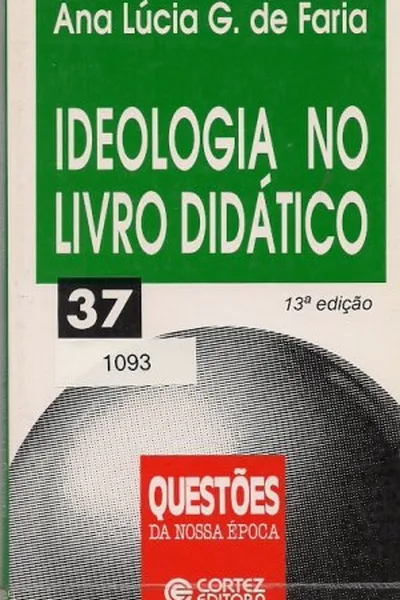 Ana Lúcia G. de Faria
IDEOLOGIA NO
LIVRO DIDÁTICO
37
13ª edição
1093
QUESTÕES
DA NOSSA ÉPOCA
CORTEZ
EDITORA